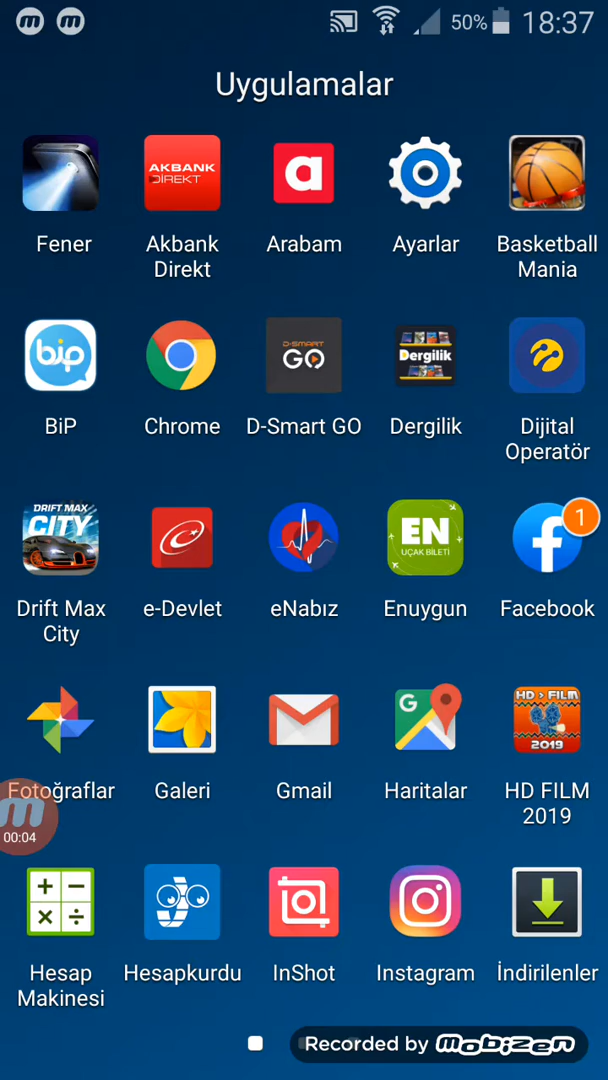 50% 18:37
Uygulamalar
AKBANK
DİREKT
a
Fener
Akbank
Direkt
Arabam
Ayarlar
Basketball
Mania
bip
D-SMART
GO
Dergilik
BiP
Chrome
D-Smart GO
Dergilik
Dijital
Operatör
DRIFT MAX
CITY
EN
UÇAK BİLETİ
1
Drift Max
City
e-Devlet
eNabız
Enuygun
Facebook
G
HD FILM
2019
Fotoğraflar
Galeri
Gmail
Haritalar
HD FILM
2019
00:04
Hesap
Makinesi
Hesapkurdu
InShot
Instagram
İndirilenler
Recorded by mobizen